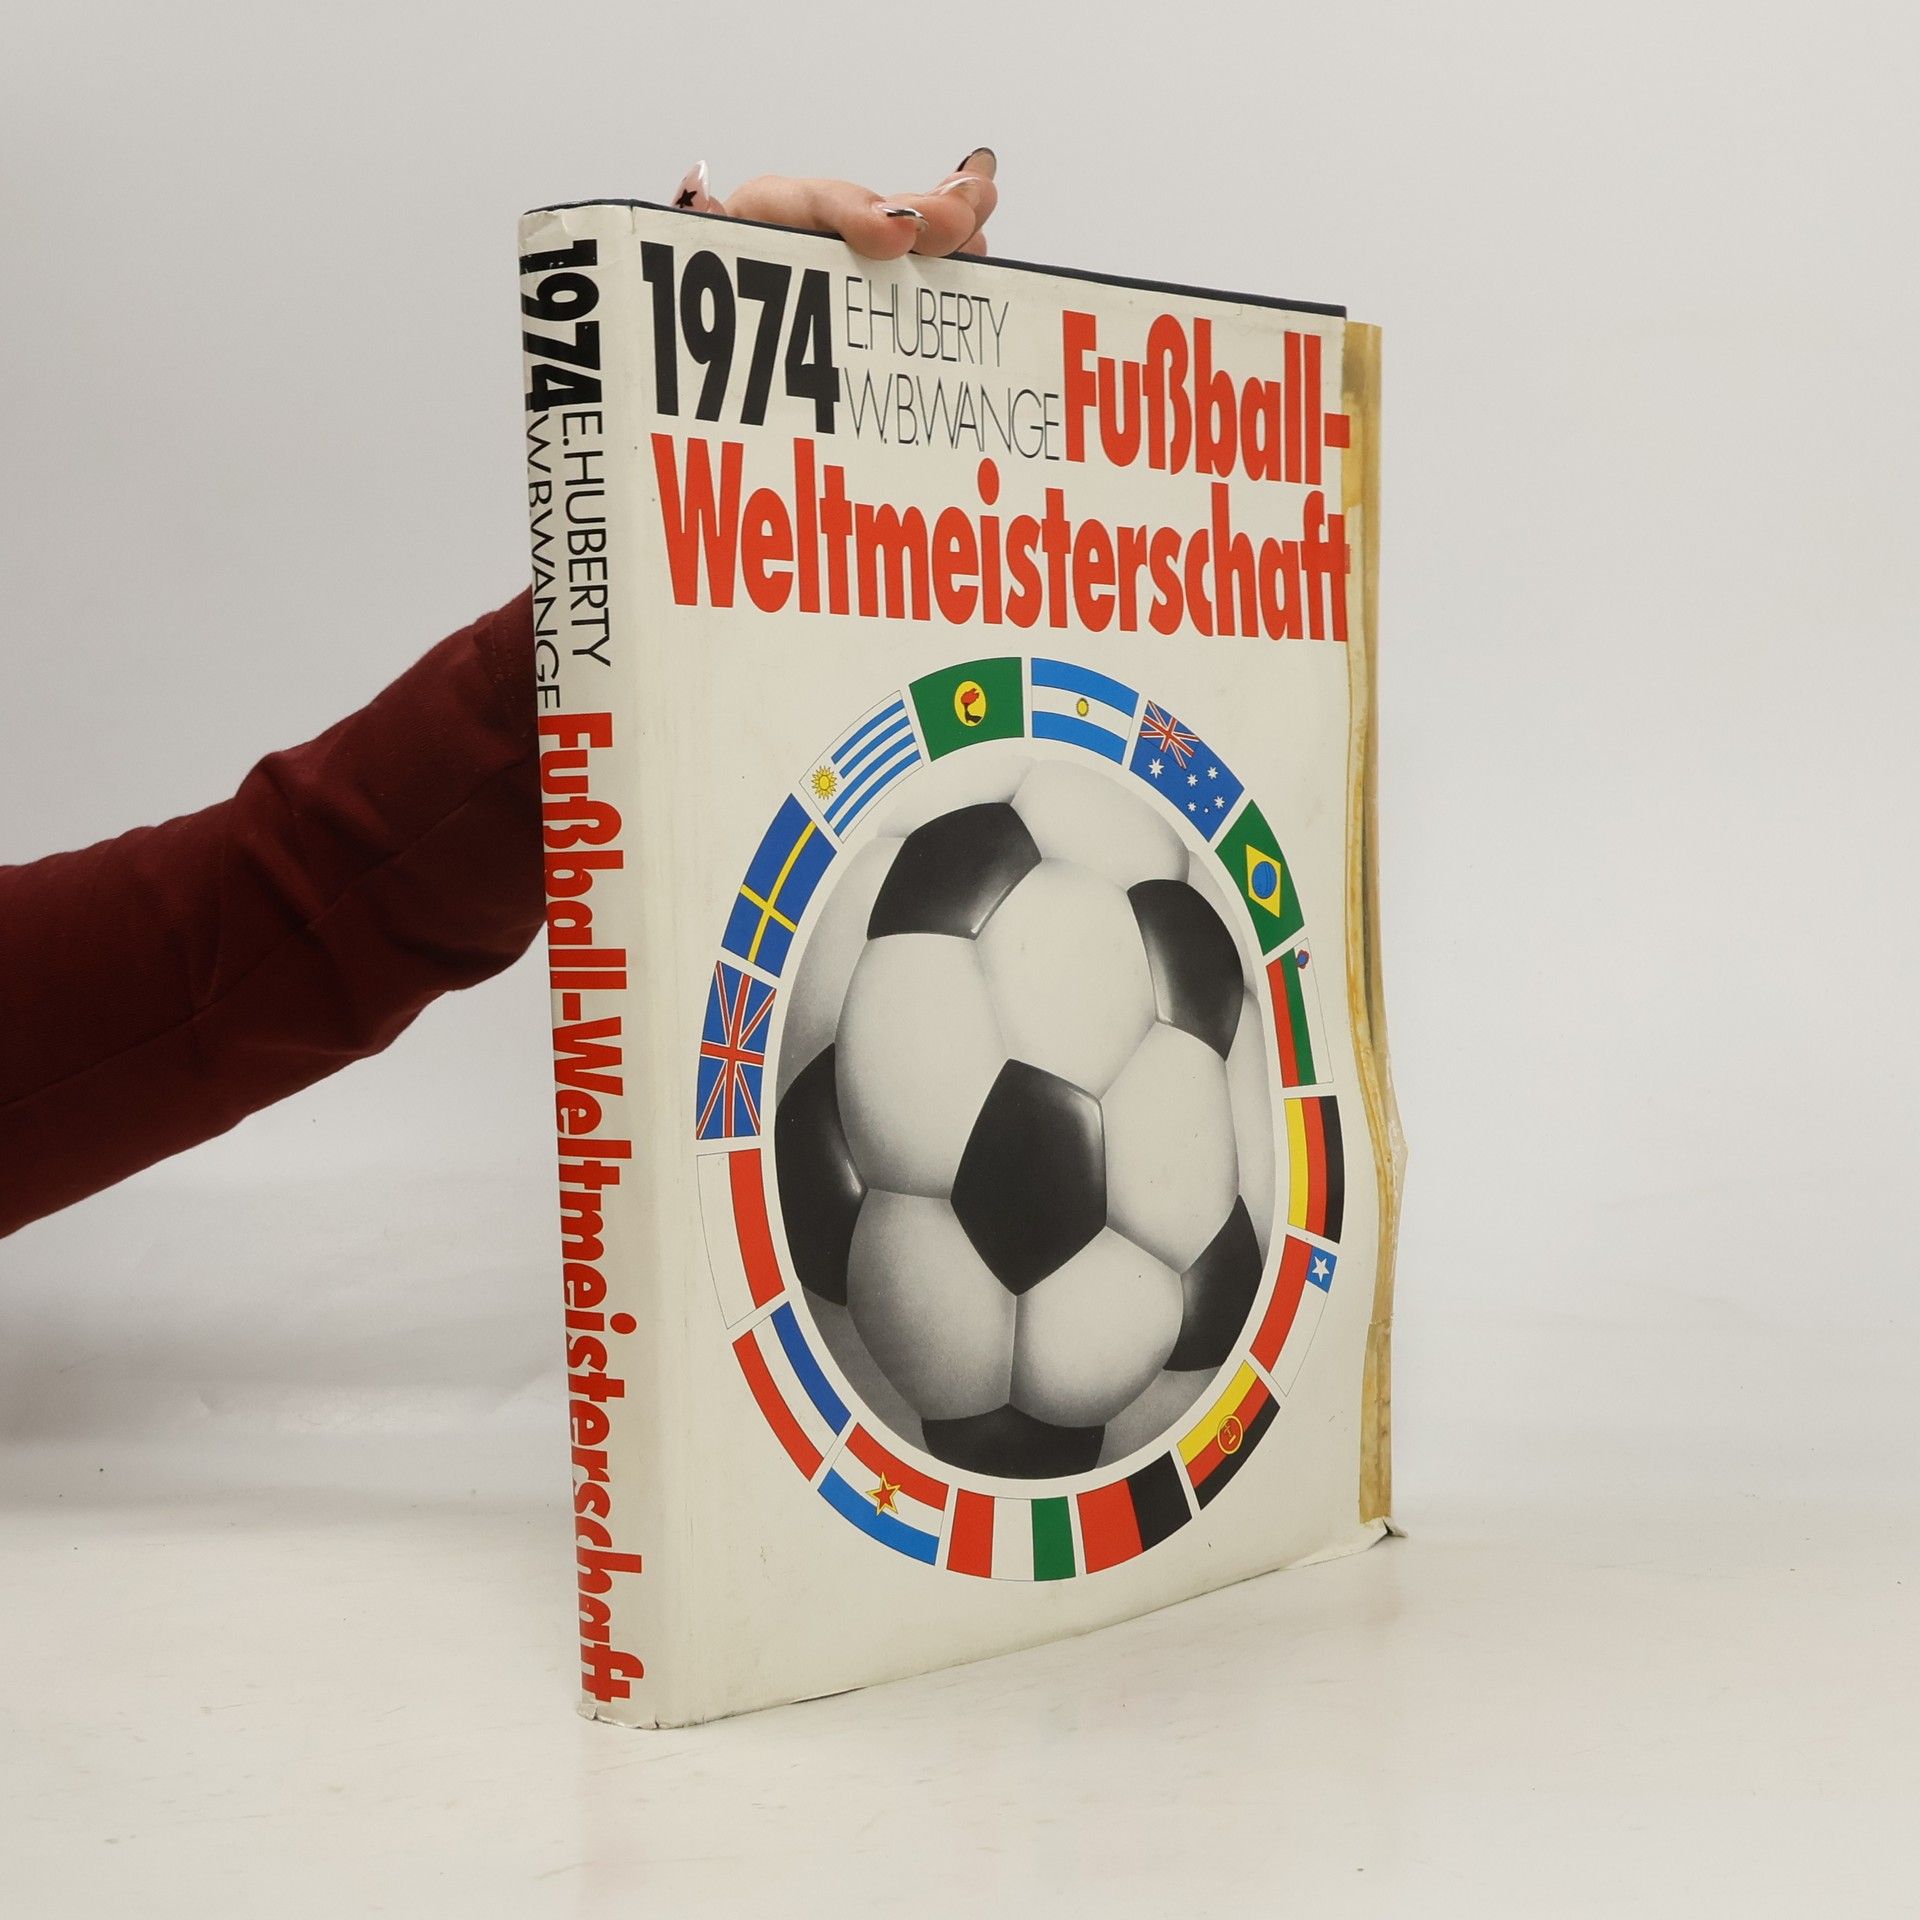 1974
E.HUBERTY
W.B.WANGE
Fußball-
Weltmeisterschaft
1974
E.HUBERTY
W.B.WANGE
Fußball-Weltmeisterschaft